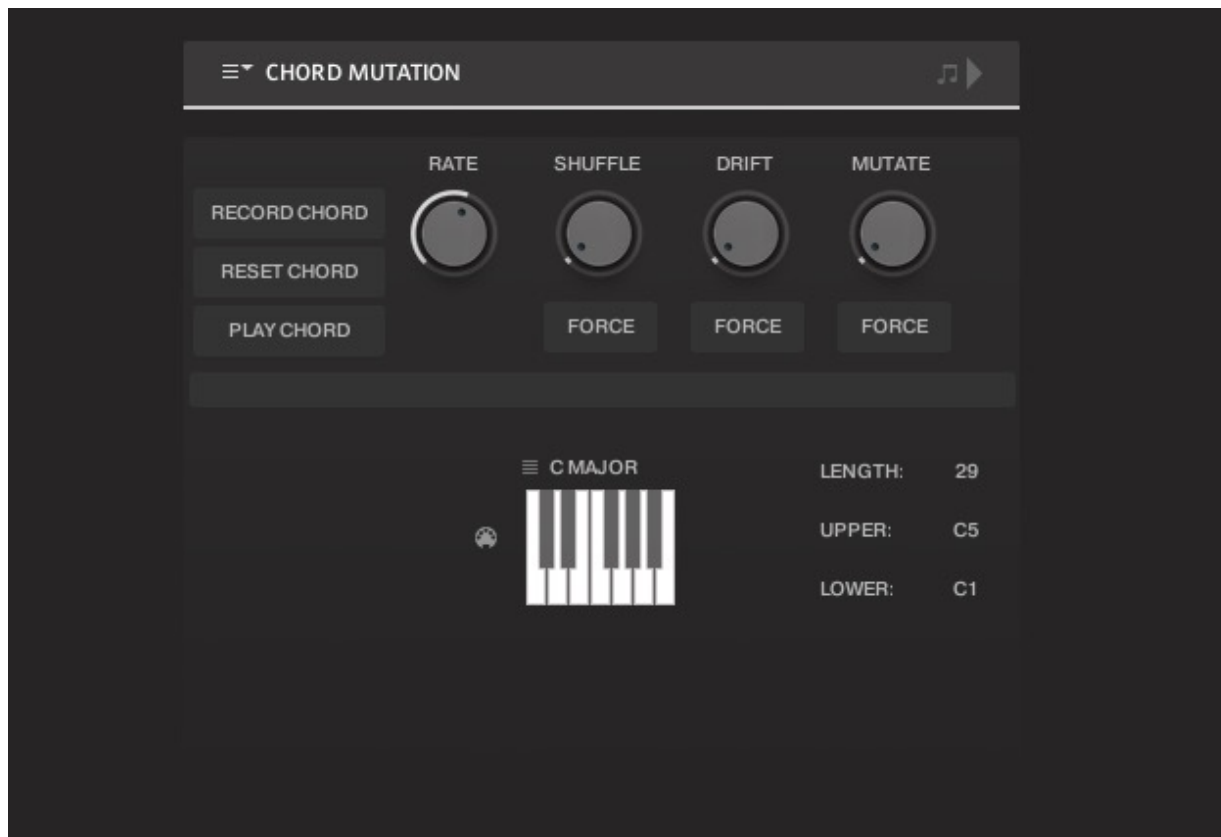 CHORD MUTATION
RATE SHUFFLE DRIFT MUTATE
RECORD CHORD
RESET CHORD
PLAY CHORD FORCE FORCE FORCE
C MAJOR LENGTH: 29
UPPER: C5
LOWER: C1